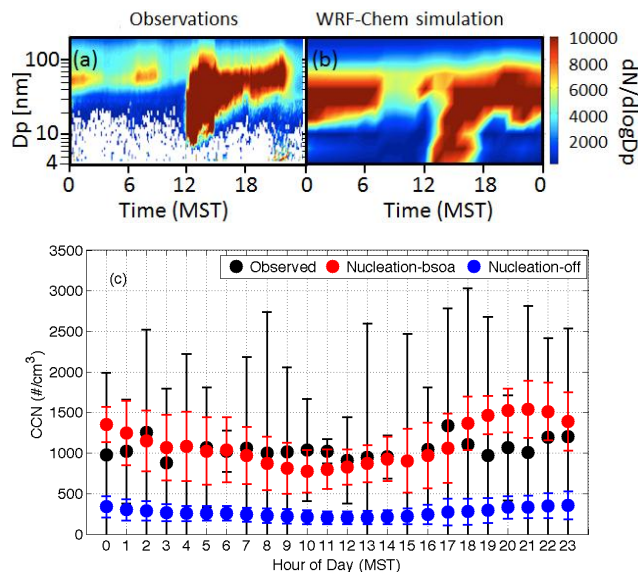 Observations WRF-Chem simulation
(a) (b)
Dp [nm]
100
10
4
0 6 12 18 0 6 12 18 0
Time (MST) Time (MST)
10000
8000
6000
4000
2000
dN/dlogDp
(c)
Observed Nucleation-bsoa Nucleation-off
CCN (#/cm³)
3500
3000
2500
2000
1500
1000
500
0
0 1 2 3 4 5 6 7 8 9 10 11 12 13 14 15 16 17 18 19 20 21 22 23
Hour of Day (MST)